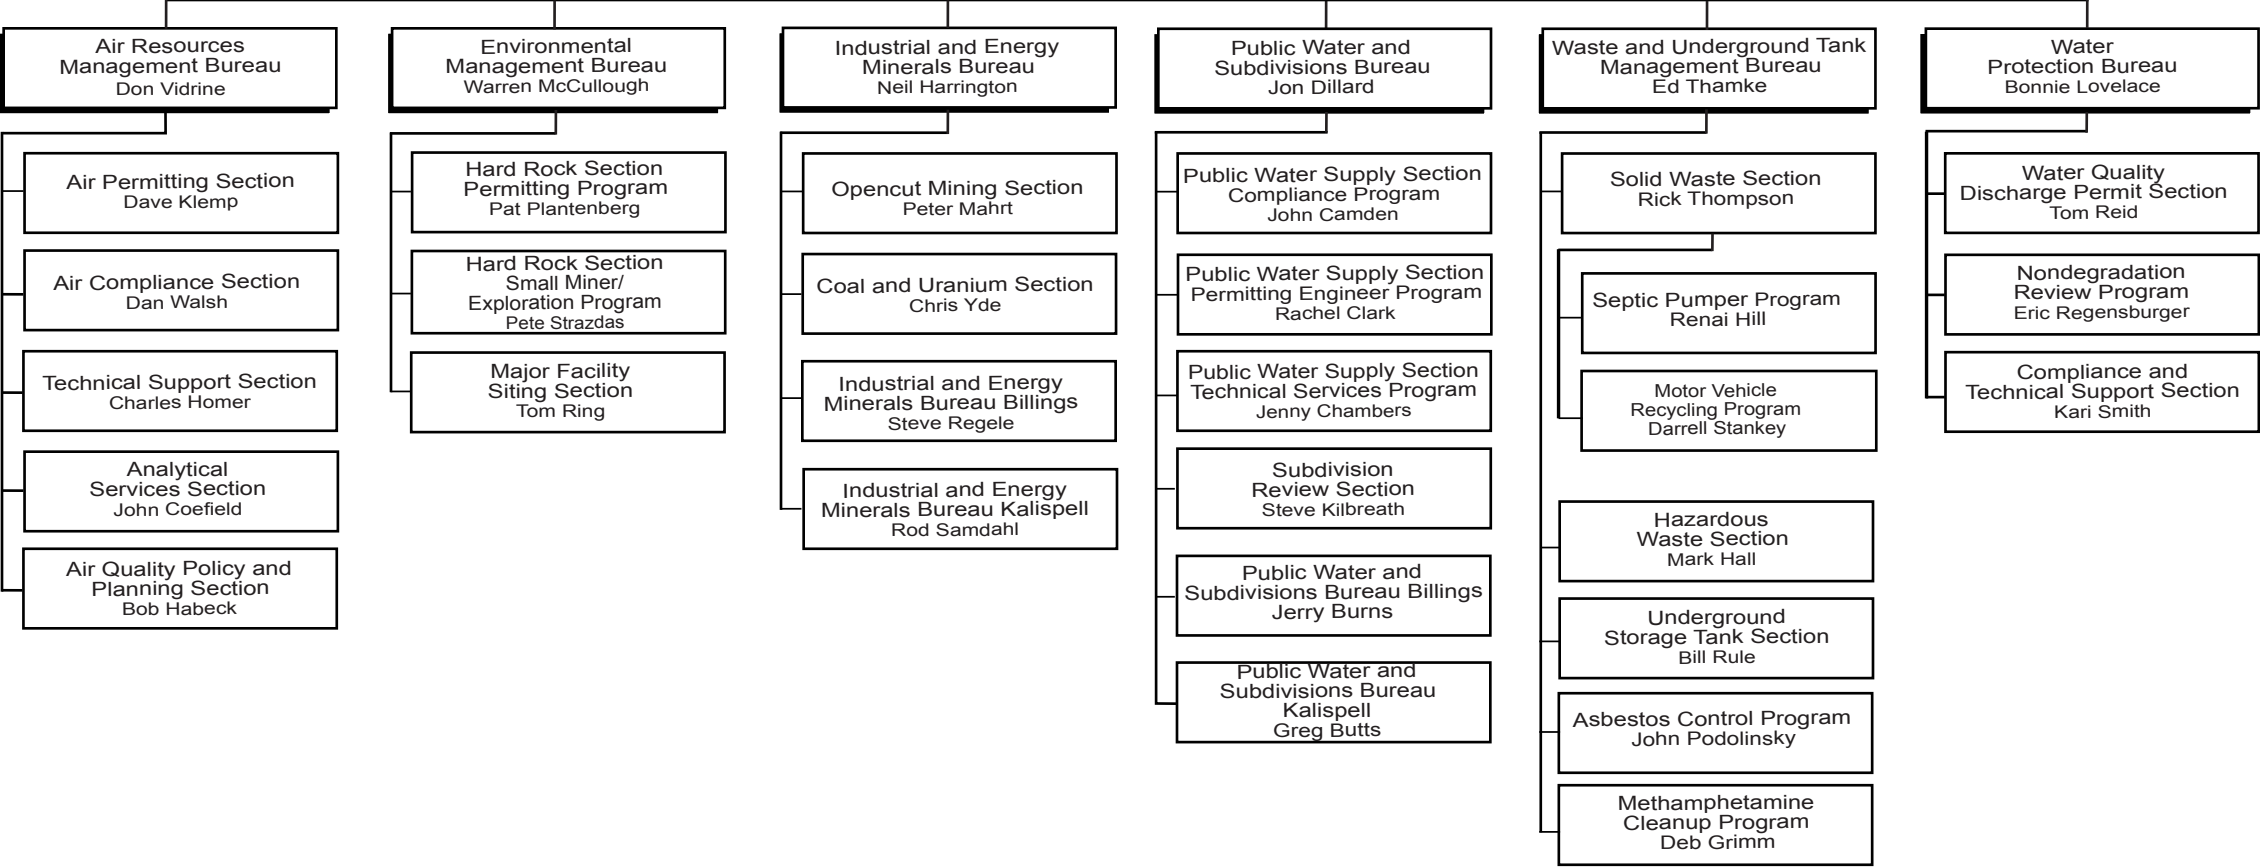 Air Resources
Management Bureau
Don Vidrine
Air Permitting Section
Dave Klemp
Air Compliance Section
Dan Walsh
Technical Support Section
Charles Homer
Analytical
Services Section
John Coefield
Air Quality Policy and
Planning Section
Bob Habeck
Environmental
Management Bureau
Warren McCullough
Hard Rock Section
Permitting Program
Pat Plantenberg
Hard Rock Section
Small Miner/
Exploration Program
Pete Strazdas
Major Facility
Siting Section
Tom Ring
Industrial and Energy
Minerals Bureau
Neil Harrington
Opencut Mining Section
Peter Mahrt
Coal and Uranium Section
Chris Yde
Industrial and Energy
Minerals Bureau Billings
Steve Regele
Industrial and Energy
Minerals Bureau Kalispell
Rod Samdahl
Public Water and
Subdivisions Bureau
Jon Dillard
Public Water Supply Section
Compliance Program
John Camden
Public Water Supply Section
Permitting Engineer Program
Rachel Clark
Public Water Supply Section
Technical Services Program
Jenny Chambers
Subdivision
Review Section
Steve Kilbreath
Public Water and
Subdivisions Bureau Billings
Jerry Burns
Public Water and
Subdivisions Bureau
Kalispell
Greg Butts
Waste and Underground Tank
Management Bureau
Ed Thamke
Solid Waste Section
Rick Thompson
Septic Pumper Program
Renai Hill
Motor Vehicle
Recycling Program
Darrell Stankey
Hazardous
Waste Section
Mark Hall
Underground
Storage Tank Section
Bill Rule
Asbestos Control Program
John Podolinsky
Methamphetamine
Cleanup Program
Deb Grimm
Water
Protection Bureau
Bonnie Lovelace
Water Quality
Discharge Permit Section
Tom Reid
Nondegradation
Review Program
Eric Regensburger
Compliance and
Technical Support Section
Kari Smith